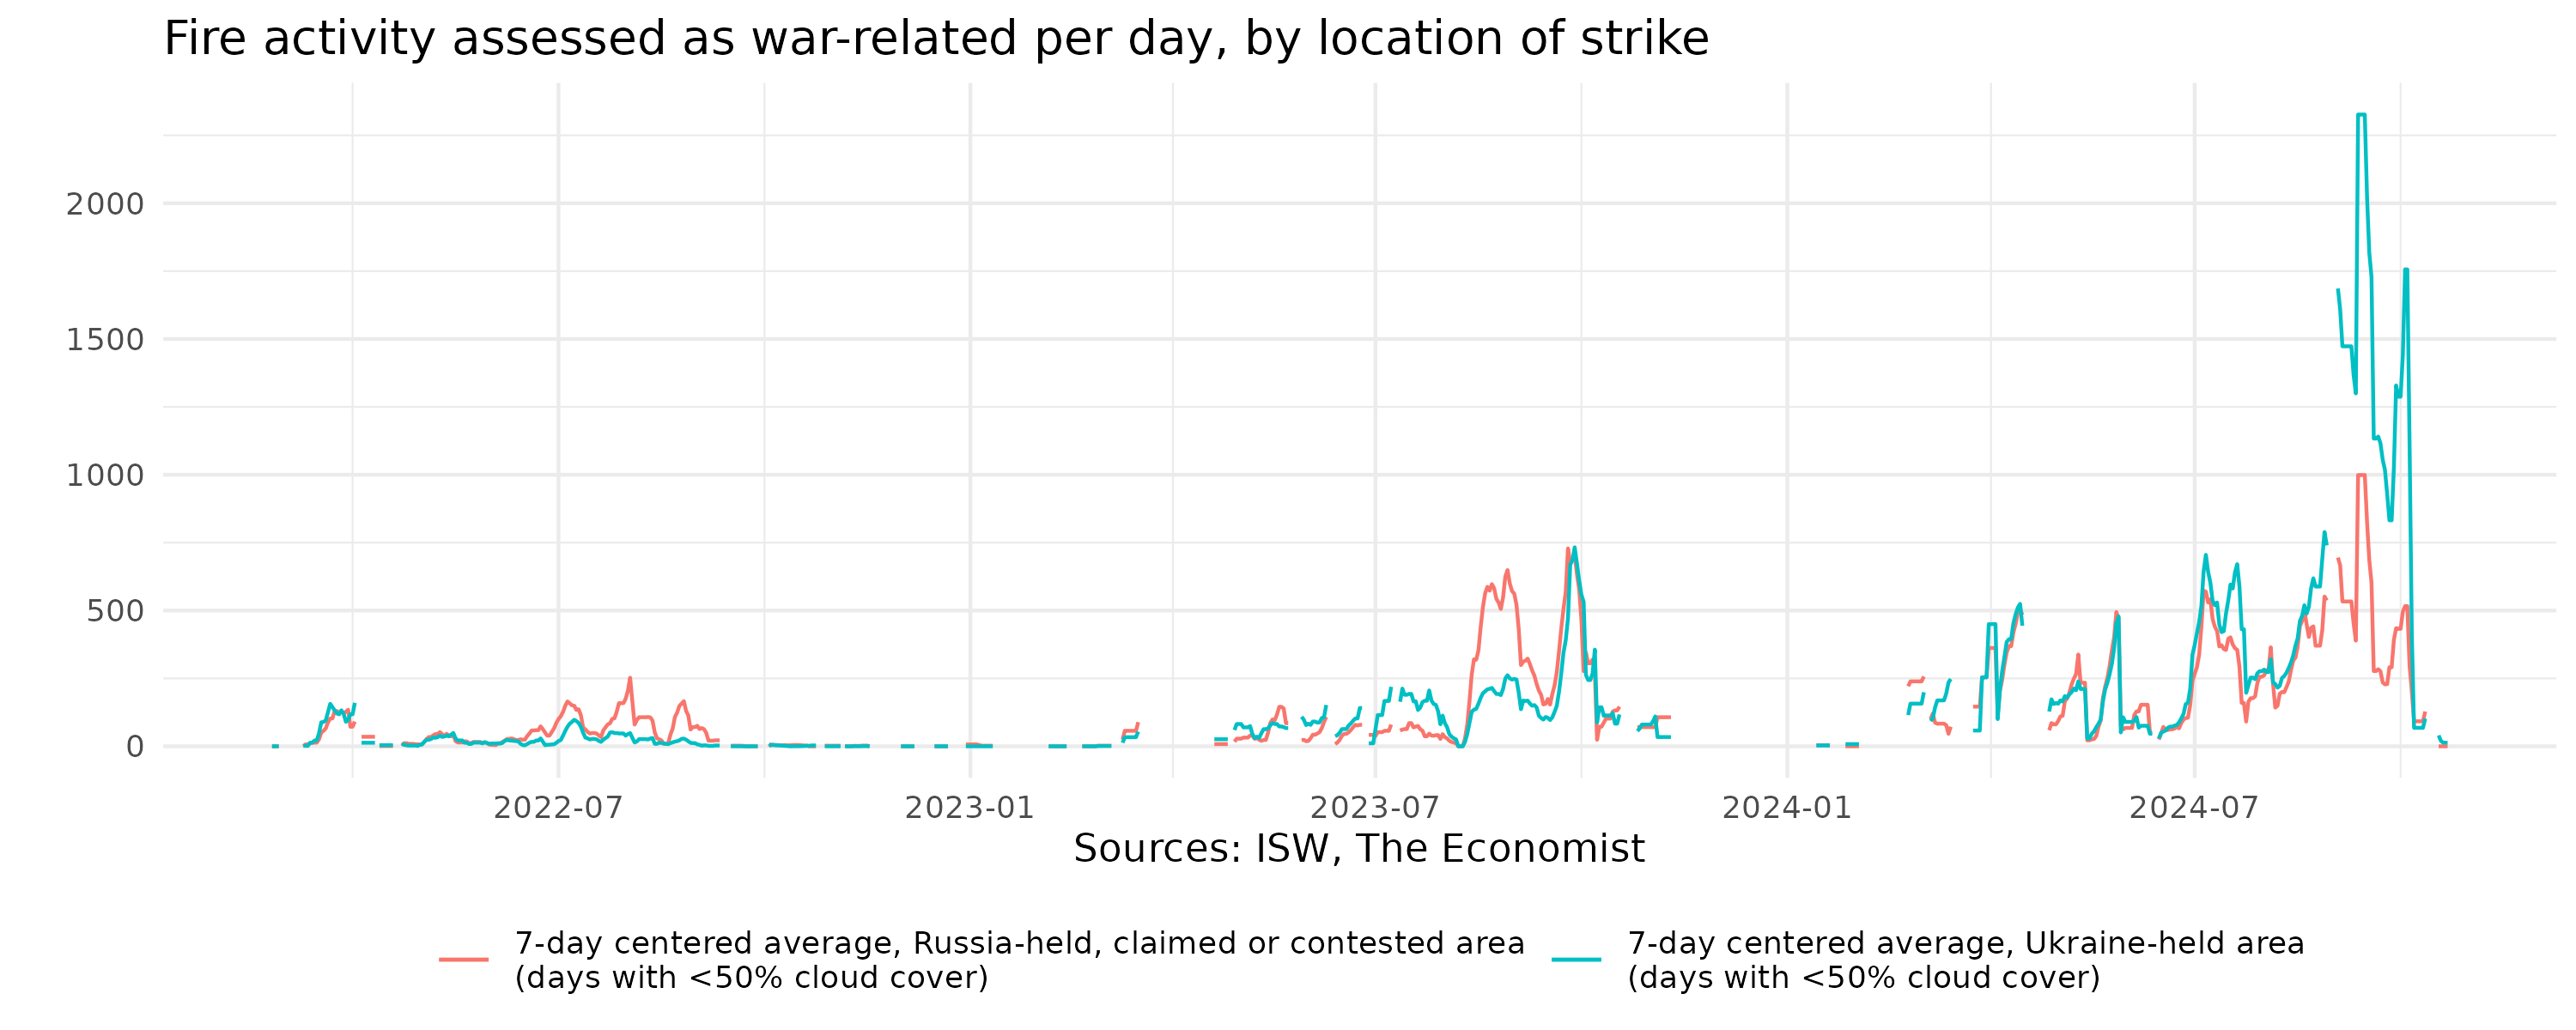 Fire activity assessed as war-related per day, by location of strike
2000
1500
1000
500
0
2022-07
2023-01
2023-07
2024-01
2024-07
Sources: ISW, The Economist
7-day centered average, Russia-held, claimed or contested area
(days with <50% cloud cover)
7-day centered average, Ukraine-held area
(days with <50% cloud cover)